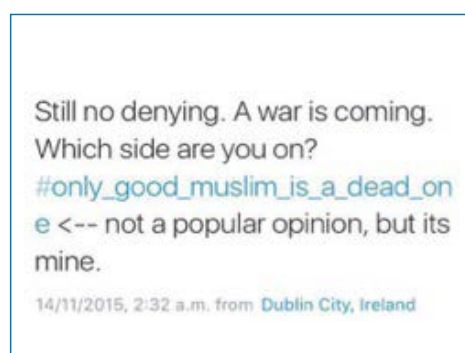 Still no denying. A war is coming.
Which side are you on?
#only_good_muslim_is_a_dead_on
e <-- not a popular opinion, but its
mine.
14/11/2015, 2:32 a.m. from Dublin City, Ireland